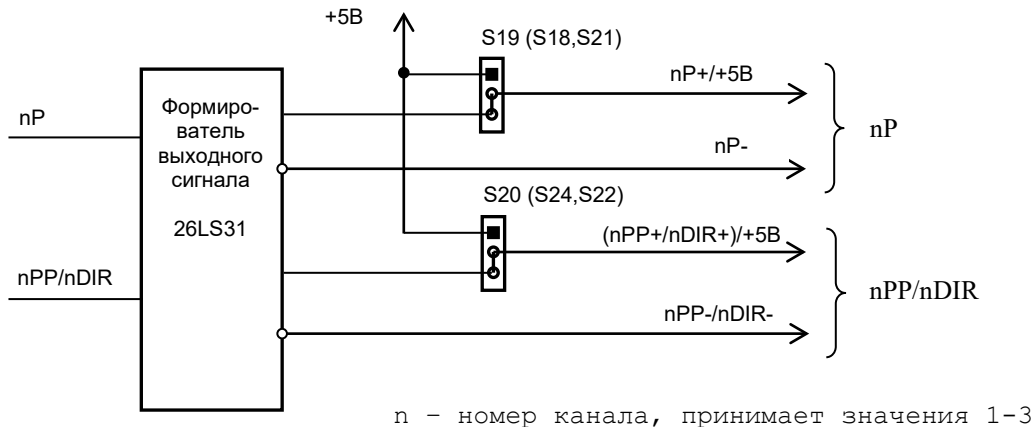 +5В
S19 (S18,S21)
nP+/+5В
Формиро-
ватель
выходного
сигнала
26LS31
nP
nP
nP-
S20 (S24,S22)
(nPP+/nDIR+)/+5В
nPP/nDIR
nPP/nDIR
nPP-/nDIR-
n – номер канала, принимает значения 1-3